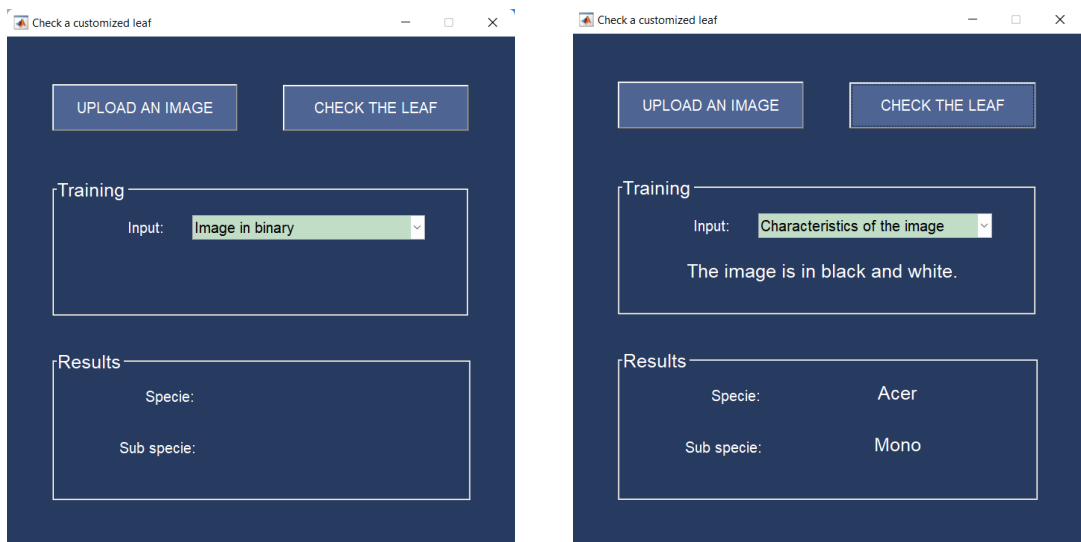 Check a customized leaf
UPLOAD AN IMAGE
CHECK THE LEAF
Training
Input:
Image in binary
Results
Specie:
Sub specie:
Check a customized leaf
UPLOAD AN IMAGE
CHECK THE LEAF
Training
Input:
Characteristics of the image
The image is in black and white.
Results
Specie:
Acer
Sub specie:
Mono